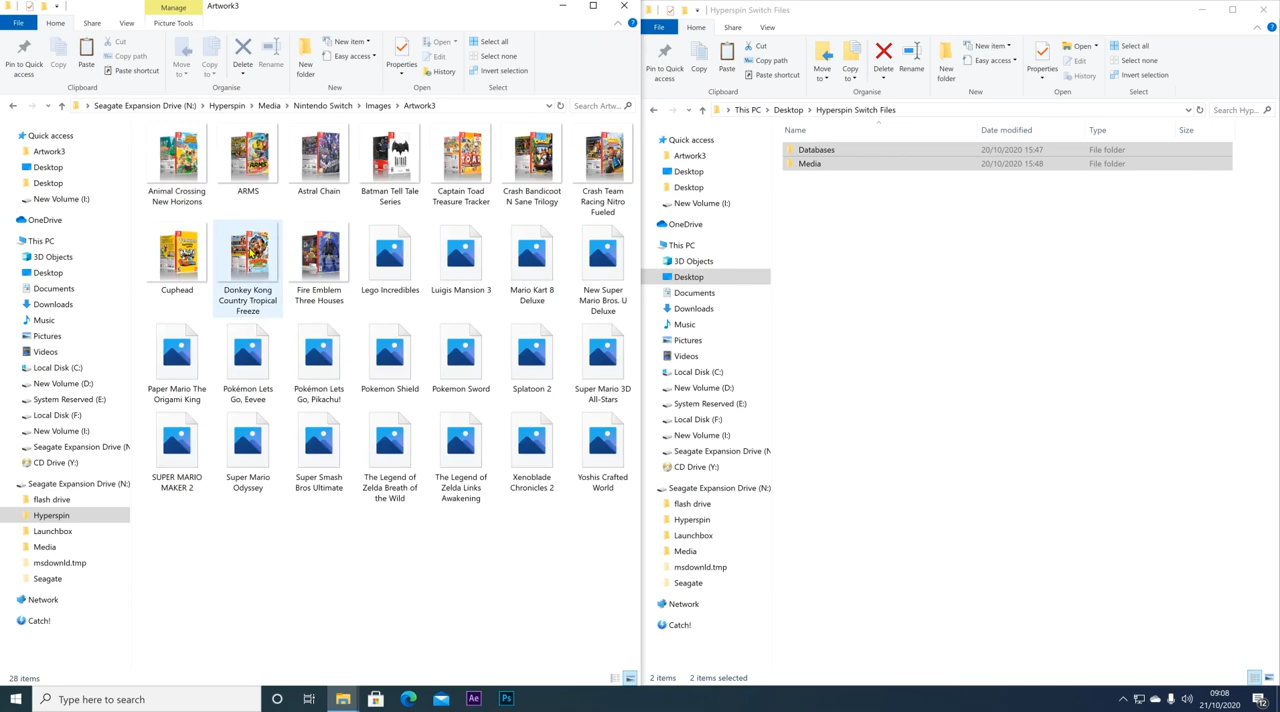 Manage
Artwork3
File
Home
Share
View
Picture Tools
Pin to Quick access
Copy
Paste
Cut
Copy path
Paste shortcut
Move to
Copy to
Delete
Rename
New folder
New item
Easy access
Properties
Open
Edit
History
Select all
Select none
Invert selection
Clipboard
Organise
New
Open
Select
Seagate Expansion Drive (N:) > Hyperspin > Media > Nintendo Switch > Images > Artwork3
Search Artw...
Quick access
Artwork3
Desktop
Desktop
New Volume (I:)
OneDrive
This PC
3D Objects
Desktop
Documents
Downloads
Music
Pictures
Videos
Local Disk (C:)
New Volume (D:)
System Reserved (E:)
Local Disk (F:)
New Volume (I:)
Seagate Expansion Drive (N
CD Drive (Y:)
Seagate Expansion Drive (N:)
flash drive
Hyperspin
Launchbox
Media
msdownld.tmp
Seagate
Network
Catch!
Animal Crossing New Horizons
ARMS
Astral Chain
Batman Tell Tale Series
Captain Toad Treasure Tracker
Crash Bandicoot N Sane Trilogy
Crash Team Racing Nitro Fueled
Cuphead
Donkey Kong Country Tropical Freeze
Fire Emblem Three Houses
Lego Incredibles
Luigis Mansion 3
Mario Kart 8 Deluxe
New Super Mario Bros. U Deluxe
Paper Mario The Origami King
Pokémon Lets Go, Eevee
Pokémon Lets Go, Pikachu!
Pokemon Shield
Pokemon Sword
Splatoon 2
Super Mario 3D All-Stars
SUPER MARIO MAKER 2
Super Mario Odyssey
Super Smash Bros Ultimate
The Legend of Zelda Breath of the Wild
The Legend of Zelda Links Awakening
Xenoblade Chronicles 2
Yoshis Crafted World
28 items
Hyperspin Switch Files
File
Home
Share
View
Pin to Quick access
Copy
Paste
Cut
Copy path
Paste shortcut
Move to
Copy to
Delete
Rename
New folder
New item
Easy access
Properties
Open
Edit
History
Select all
Select none
Invert selection
Clipboard
Organise
New
Open
Select
This PC > Desktop > Hyperspin Switch Files
Search Hyp...
Name
Date modified
Type
Size
Databases
20/10/2020 15:47
File folder
Media
20/10/2020 15:48
File folder
Quick access
Artwork3
Desktop
Desktop
New Volume (I:)
OneDrive
This PC
3D Objects
Desktop
Documents
Downloads
Music
Pictures
Videos
Local Disk (C:)
New Volume (D:)
System Reserved (E:)
Local Disk (F:)
New Volume (I:)
Seagate Expansion Drive (N
CD Drive (Y:)
Seagate Expansion Drive (N:)
flash drive
Hyperspin
Launchbox
Media
msdownld.tmp
Seagate
Network
Catch!
2 items
2 items selected
Type here to search
Ae
Ps
09:08
21/10/2020
12